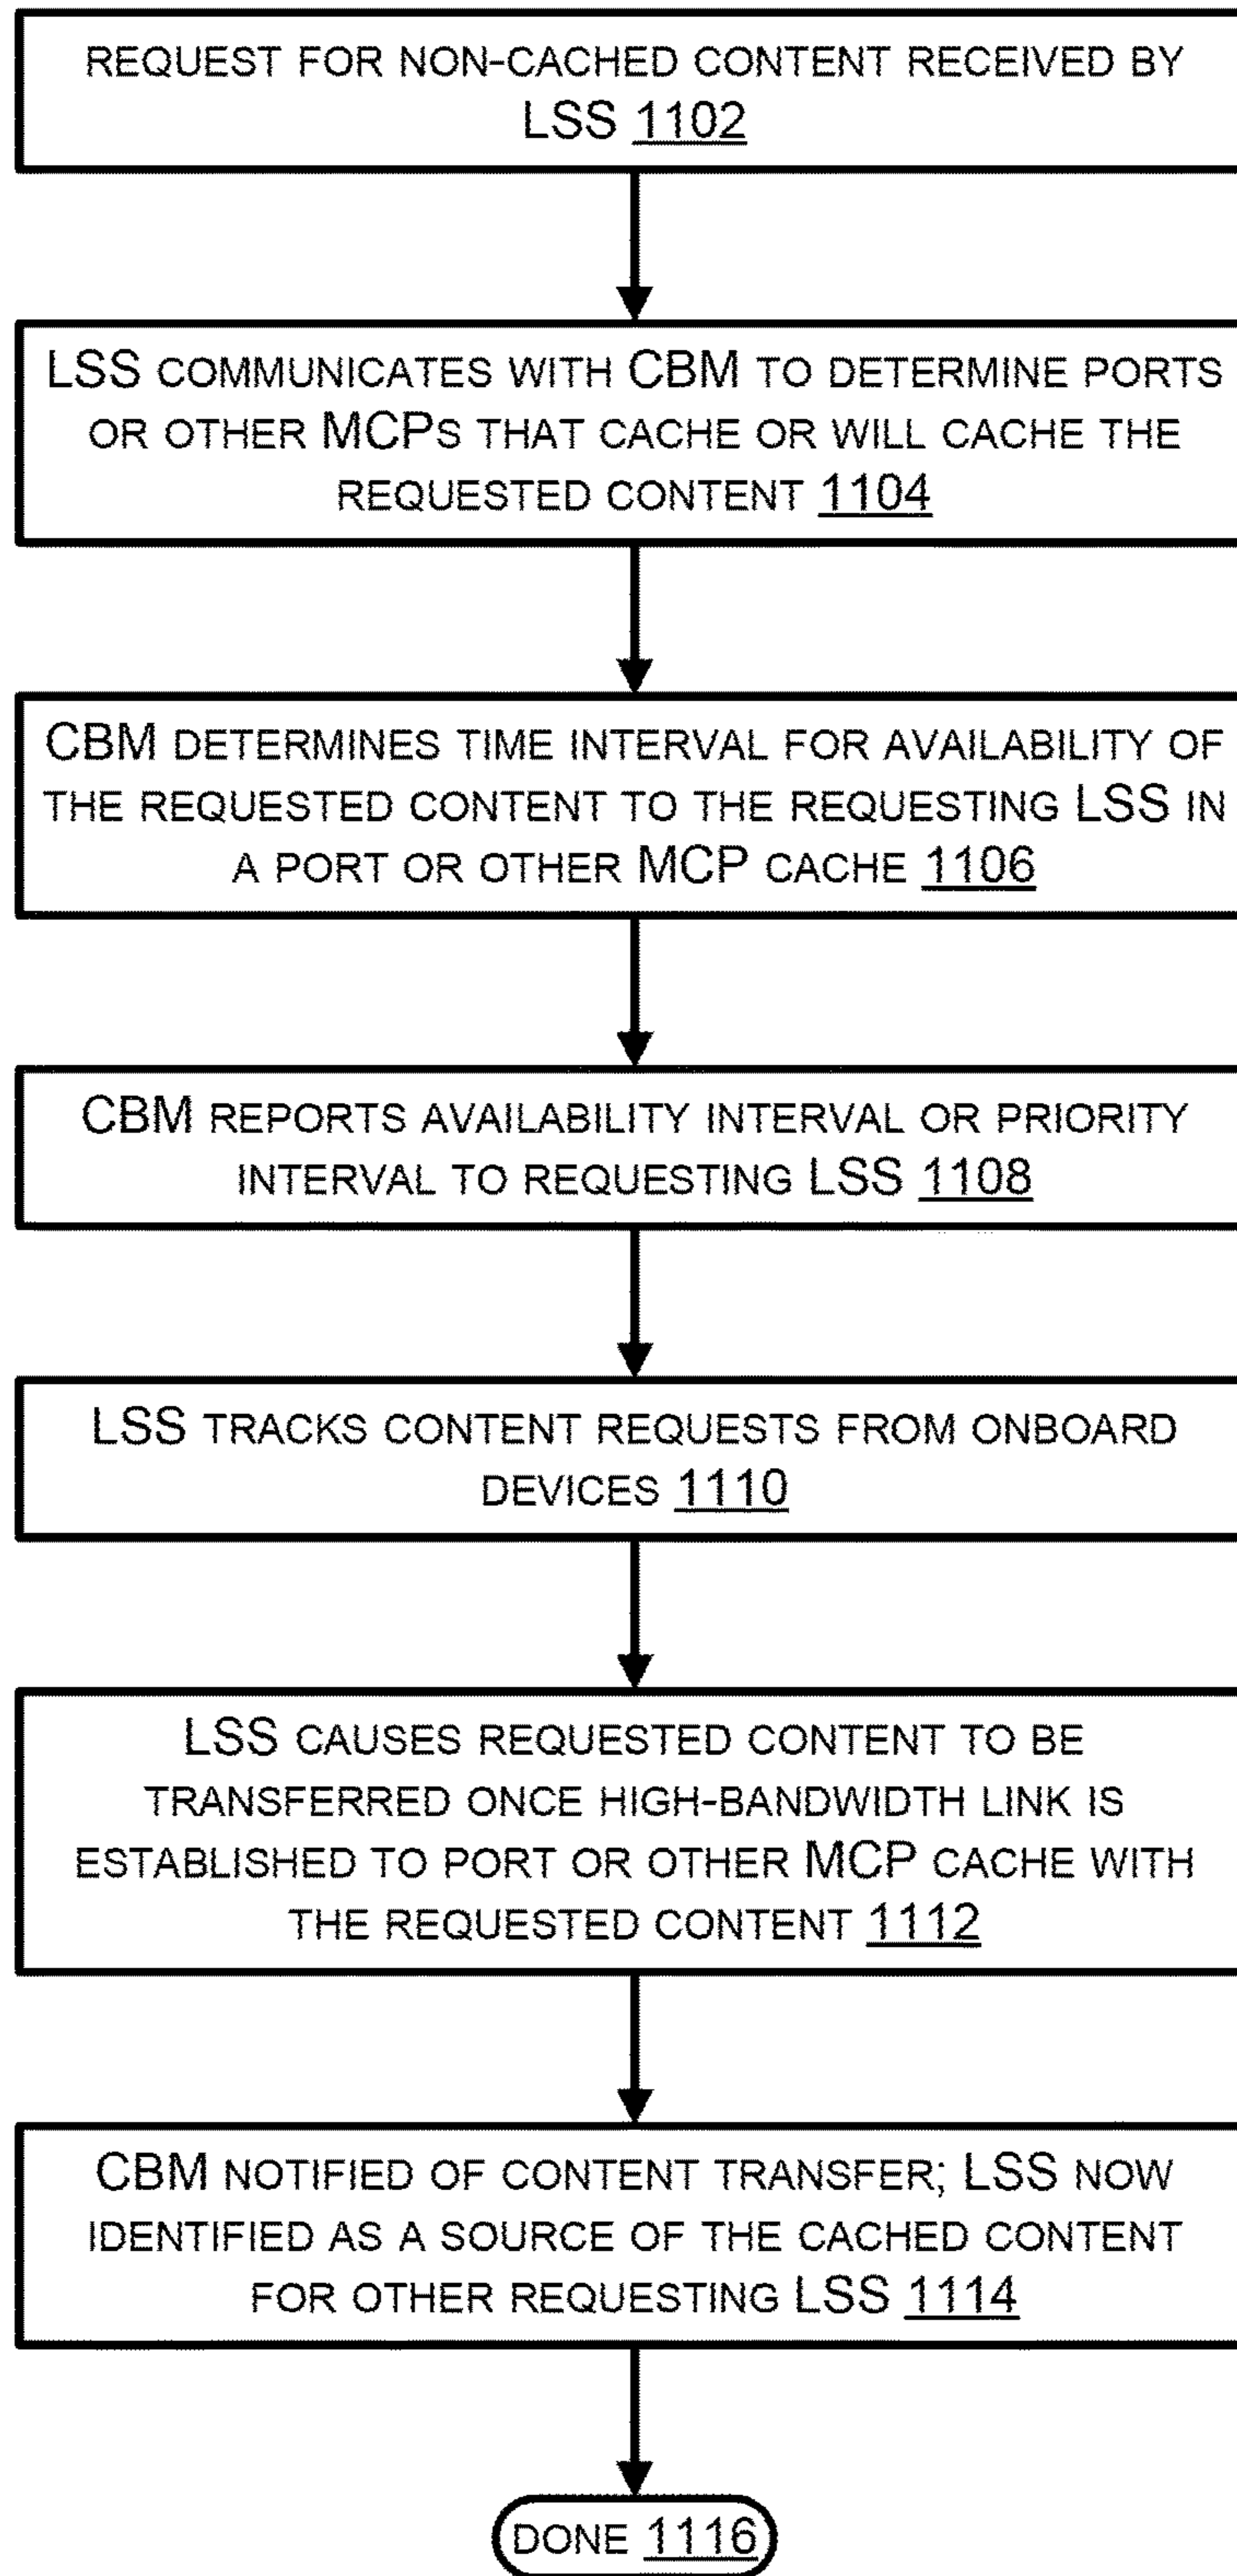 REQUEST FOR NON-CACHED CONTENT RECEIVED BY
LSS 1102
LSS COMMUNICATES WITH CBM TO DETERMINE PORTS
OR OTHER MCPS THAT CACHE OR WILL CACHE THE
REQUESTED CONTENT 1104
CBM DETERMINES TIME INTERVAL FOR AVAILABILITY OF
THE REQUESTED CONTENT TO THE REQUESTING LSS IN
A PORT OR OTHER MCP CACHE 1106
CBM REPORTS AVAILABILITY INTERVAL OR PRIORITY
INTERVAL TO REQUESTING LSS 1108
LSS TRACKS CONTENT REQUESTS FROM ONBOARD
DEVICES 1110
LSS CAUSES REQUESTED CONTENT TO BE
TRANSFERRED ONCE HIGH-BANDWIDTH LINK IS
ESTABLISHED TO PORT OR OTHER MCP CACHE WITH
THE REQUESTED CONTENT 1112
CBM NOTIFIED OF CONTENT TRANSFER; LSS NOW
IDENTIFIED AS A SOURCE OF THE CACHED CONTENT
FOR OTHER REQUESTING LSS 1114
DONE 1116